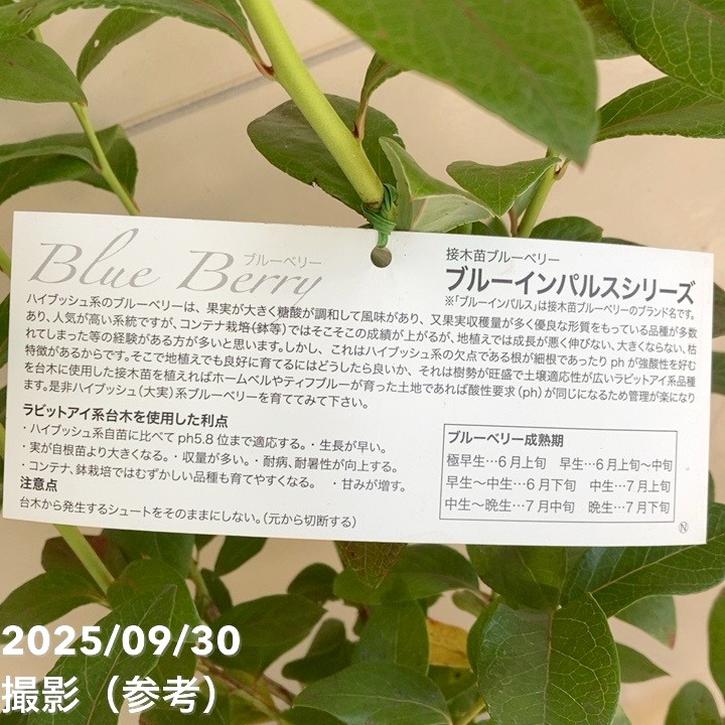 Blue Berry
ブルーベリー
接木苗ブルーベリー
ブルーインパルスシリーズ
※「ブルーインパルス」は接木苗ブルーベリーのブランド名です。
ハイブッシュ系のブルーベリーは、果実が大きく糖酸が調和して風味があり、又果実収穫量が多く優良な形質をもっている品種が多数
あり、人気が高い系統ですが、コンテナ栽培(鉢等)ではそこそこの成績が上がるが、地植えでは成長が悪く伸びない、大きくならない、枯
れてしまった等の経験がある方が多いと思います。しかし、これはハイブッシュ系の欠点である根が細根であったり ph が強酸性を好む
特徴があるからです。そこで地植えでも良好に育てるにはどうしたら良いか、それは樹勢が旺盛で土壌適応性が広いラビットアイ系品種
を台木に使用した接木苗を植えればホームベルやティフブルーが育った土地であれば酸性要求(ph)が同じになるため管理が楽になり
ます。是非ハイブッシュ(大実)系ブルーベリーを育ててみて下さい。
ラビットアイ系台木を使用した利点
・ハイブッシュ系自苗に比べて ph5.8 位まで適応する。・生長が早い。
・実が自根苗より大きくなる。・収量が多い。・耐病、耐暑性が向上する。
・コンテナ、鉢栽培ではむずかしい品種も育てやすくなる。 ・甘みが増す。
注意点
台木から発生するシュートをそのままにしない。(元から切断する)
ブルーベリー成熟期
極早生…6月上旬 早生…6月上旬〜中旬
早生〜中生…6月下旬 中生…7月上旬
中生〜晩生…7月中旬 晩生…7月下旬
Ⓝ
2025/09/30
撮影（参考）